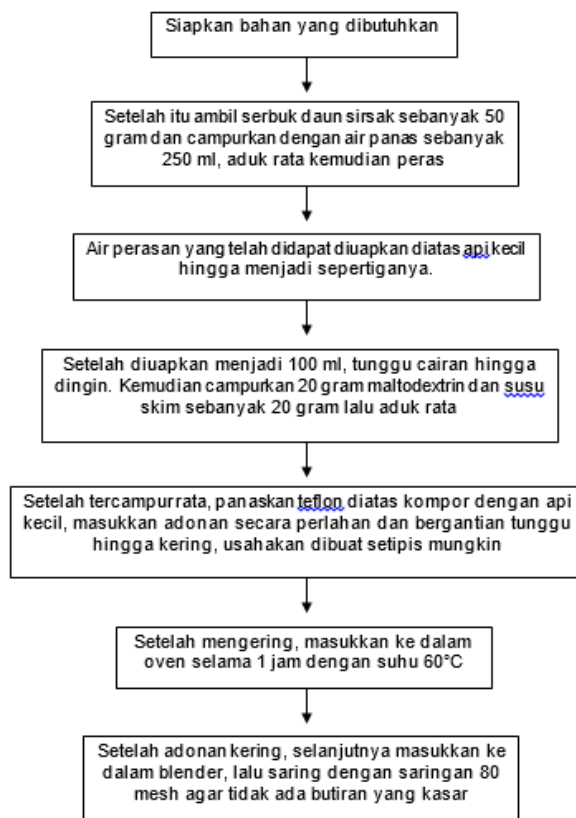 Siapkan bahan yang dibutuhkan
Setelah itu ambil serbuk daun sirsak sebanyak 50
gram dan campurkan dengan air panas sebanyak
250 ml, aduk rata kemudian peras
Air perasan yang telah didapat diuapkan diatas api kecil
hingga menjadi sepertiganya.
Setelah diuapkan menjadi 100 ml, tunggu cairan hingga
dingin. Kemudian campurkan 20 gram maltodextrin dan susu
skim sebanyak 20 gram lalu aduk rata
Setelah tercampur rata, panaskan teflon diatas kompor dengan api
kecil, masukkan adonan secara perlahan dan bergantian tunggu
hingga kering, usahakan dibuat setipis mungkin
Setelah mengering, masukkan ke dalam
oven selama 1 jam dengan suhu 60°C
Setelah adonan kering, selanjutnya masukkan ke
dalam blender, lalu saring dengan saringan 80
mesh agar tidak ada butiran yang kasar